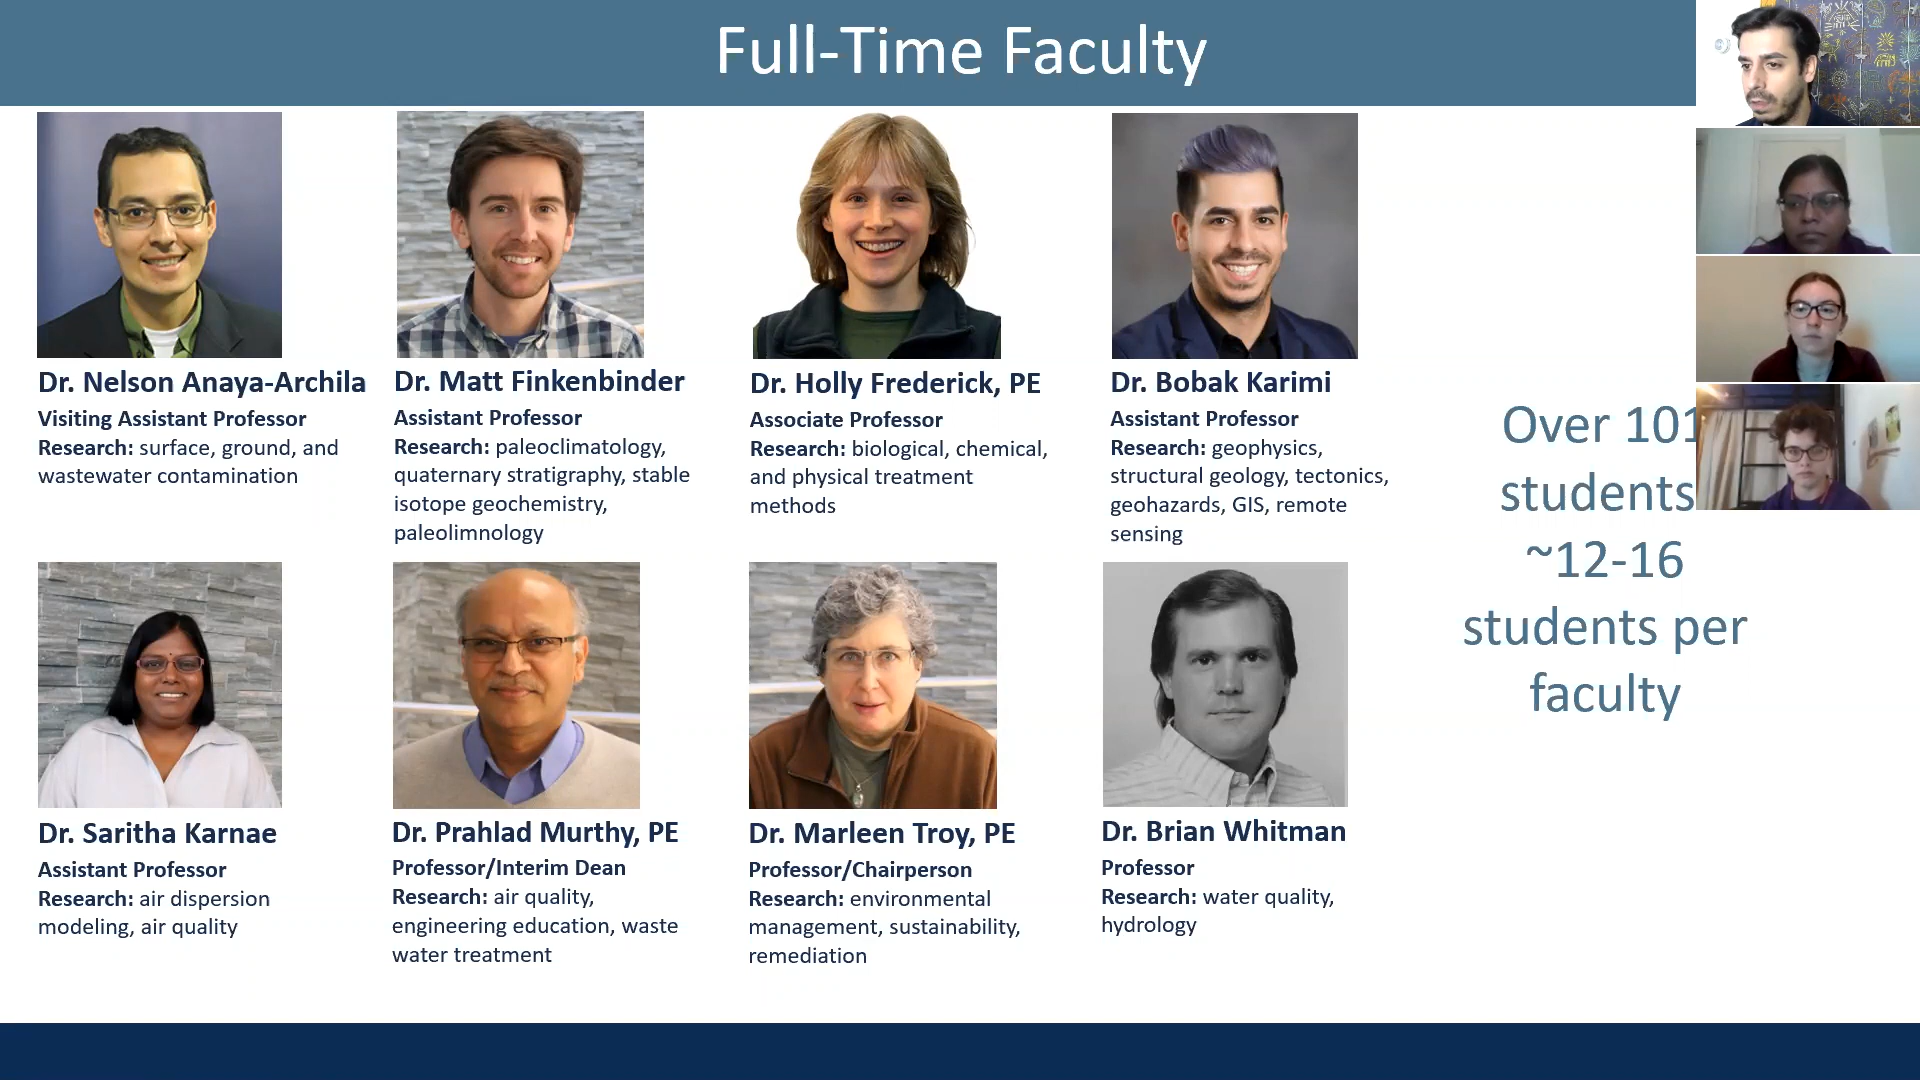 Full-Time Faculty
Dr. Nelson Anaya-Archila
Visiting Assistant Professor
Research: surface, ground, and
wastewater contamination
Dr. Matt Finkenbinder
Assistant Professor
Research: paleoclimatology,
quaternary stratigraphy, stable
isotope geochemistry,
paleolimnology
Dr. Holly Frederick, PE
Associate Professor
Research: biological, chemical,
and physical treatment
methods
Dr. Bobak Karimi
Assistant Professor
Research: geophysics,
structural geology, tectonics,
geohazards, GIS, remote
sensing
Dr. Saritha Karnae
Assistant Professor
Research: air dispersion
modeling, air quality
Dr. Prahlad Murthy, PE
Professor/Interim Dean
Research: air quality,
engineering education, waste
water treatment
Dr. Marleen Troy, PE
Professor/Chairperson
Research: environmental
management, sustainability,
remediation
Dr. Brian Whitman
Professor
Research: water quality,
hydrology
Over 101
students
~12-16
students per
faculty